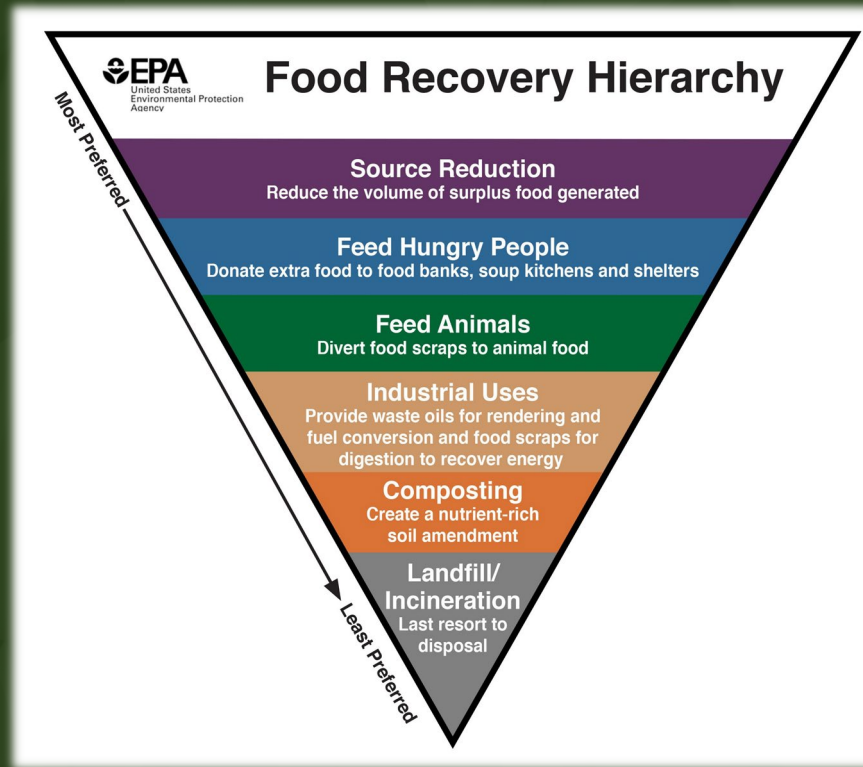 EPA
United States
Environmental Protection
Agency
Food Recovery Hierarchy
Most Preferred
Source Reduction
Reduce the volume of surplus food generated
Feed Hungry People
Donate extra food to food banks, soup kitchens and shelters
Feed Animals
Divert food scraps to animal food
Industrial Uses
Provide waste oils for rendering and
fuel conversion and food scraps for
digestion to recover energy
Composting
Create a nutrient-rich
soil amendment
Landfill/
Incineration
Last resort to
disposal
Least Preferred